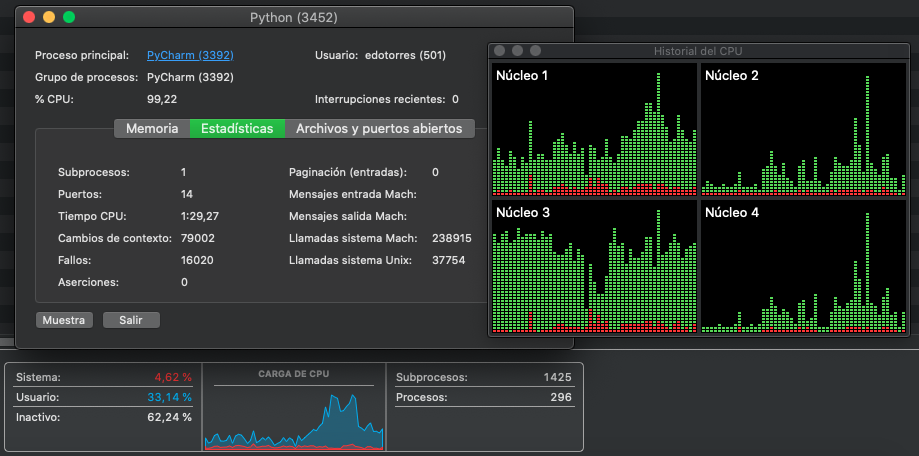 Python (3452)
Proceso principal: PyCharm (3392) Usuario: edotorres (501)
Grupo de procesos: PyCharm (3392)
% CPU: 99,22 Interrupciones recientes: 0
Memoria Estadísticas Archivos y puertos abiertos
Subprocesos: 1 Paginación (entradas): 0
Puertos: 14 Mensajes entrada Mach:
Tiempo CPU: 1:29,27 Mensajes salida Mach:
Cambios de contexto: 79002 Llamadas sistema Mach: 238915
Fallos: 16020 Llamadas sistema Unix: 37754
Aserciones: 0
Muestra Salir
Historial del CPU
Núcleo 1 Núcleo 2
Núcleo 3 Núcleo 4
Sistema: 4,62 %
Usuario: 33,14 %
Inactivo: 62,24 %
CARGA DE CPU
Subprocesos: 1425
Procesos: 296